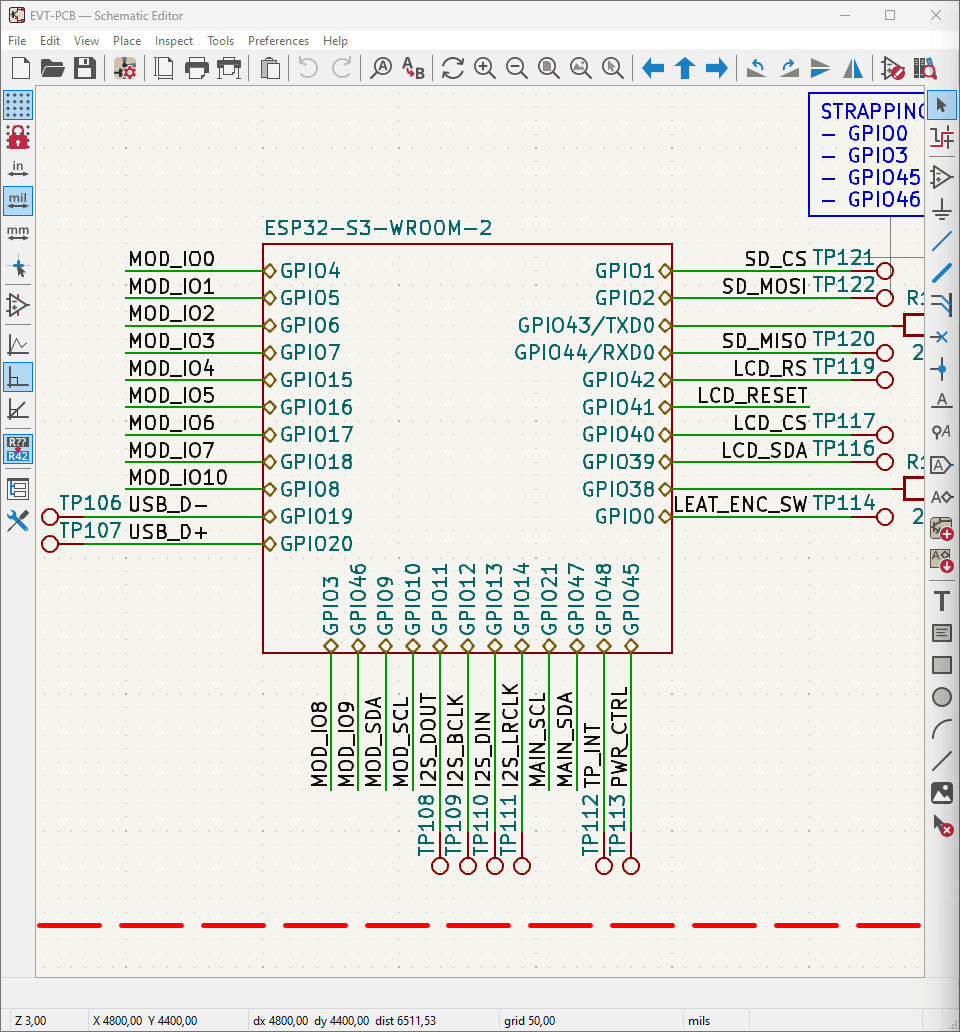 EVT-PCB — Schematic Editor
File Edit View Place Inspect Tools Preferences Help
in
mil
mm
R??
R42
STRAPPING
– GPIO0
– GPIO3
– GPIO45
– GPIO46
ESP32-S3-WROOM-2
MOD_IO0 GPIO4 GPIO1 SD_CS TP121
MOD_IO1 GPIO5 GPIO2 SD_MOSI TP122
MOD_IO2 GPIO6 GPIO43/TXD0
MOD_IO3 GPIO7 GPIO44/RXD0 SD_MISO TP120
MOD_IO4 GPIO15 GPIO42 LCD_RS TP119
MOD_IO5 GPIO16 GPIO41 LCD_RESET
MOD_IO6 GPIO17 GPIO40 LCD_CS TP117
MOD_IO7 GPIO18 GPIO39 LCD_SDA TP116
MOD_IO10 GPIO8 GPIO38
TP106 USB_D- GPIO19 GPIO0 LEAT_ENC_SW TP114
TP107 USB_D+ GPIO20
GPIO3 GPIO46 GPIO9 GPIO10 GPIO11 GPIO12 GPIO13 GPIO14 GPIO21 GPIO47 GPIO48 GPIO45
MOD_IO8 MOD_IO9 MOD_SDA MOD_SCL I2S_DOUT I2S_BCLK I2S_DIN I2S_LRCLK MAIN_SCL MAIN_SDA TP_INT PWR_CTRL
TP108 TP109 TP110 TP111 TP112 TP113
Z 3,00 X 4800,00 Y 4400,00 dx 4800,00 dy 4400,00 dist 6511,53 grid 50,00 mils